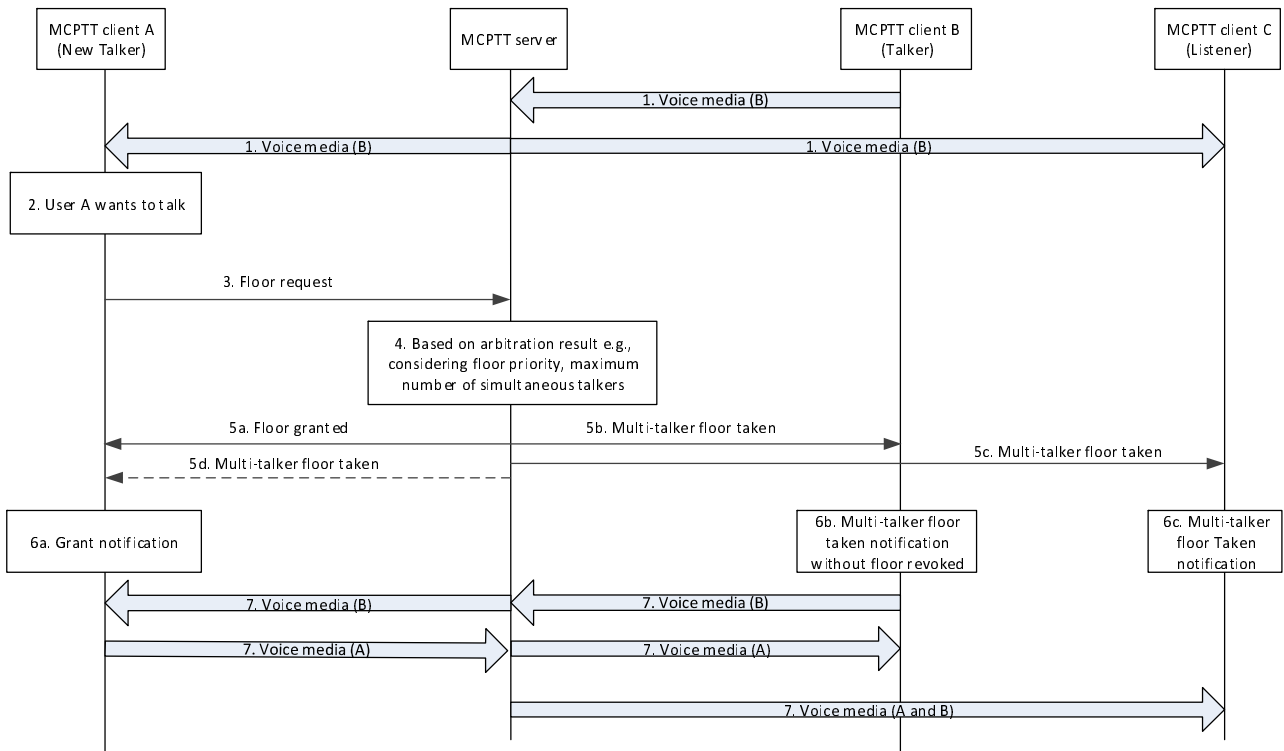 MCPTT client A
(New Talker)
MCPTT server
MCPTT client B
(Talker)
MCPTT client C
(Listener)
1. Voice media (B)
1. Voice media (B)
1. Voice media (B)
2. User A wants to talk
3. Floor request
4. Based on arbitration result e.g.,
considering floor priority, maximum
number of simultaneous talkers
5a. Floor granted
5b. Multi-talker floor taken
5c. Multi-talker floor taken
5d. Multi-talker floor taken
6a. Grant notification
6b. Multi-talker floor
taken notification
without floor revoked
6c. Multi-talker
floor Taken
notification
7. Voice media (B)
7. Voice media (B)
7. Voice media (A)
7. Voice media (A)
7. Voice media (A and B)